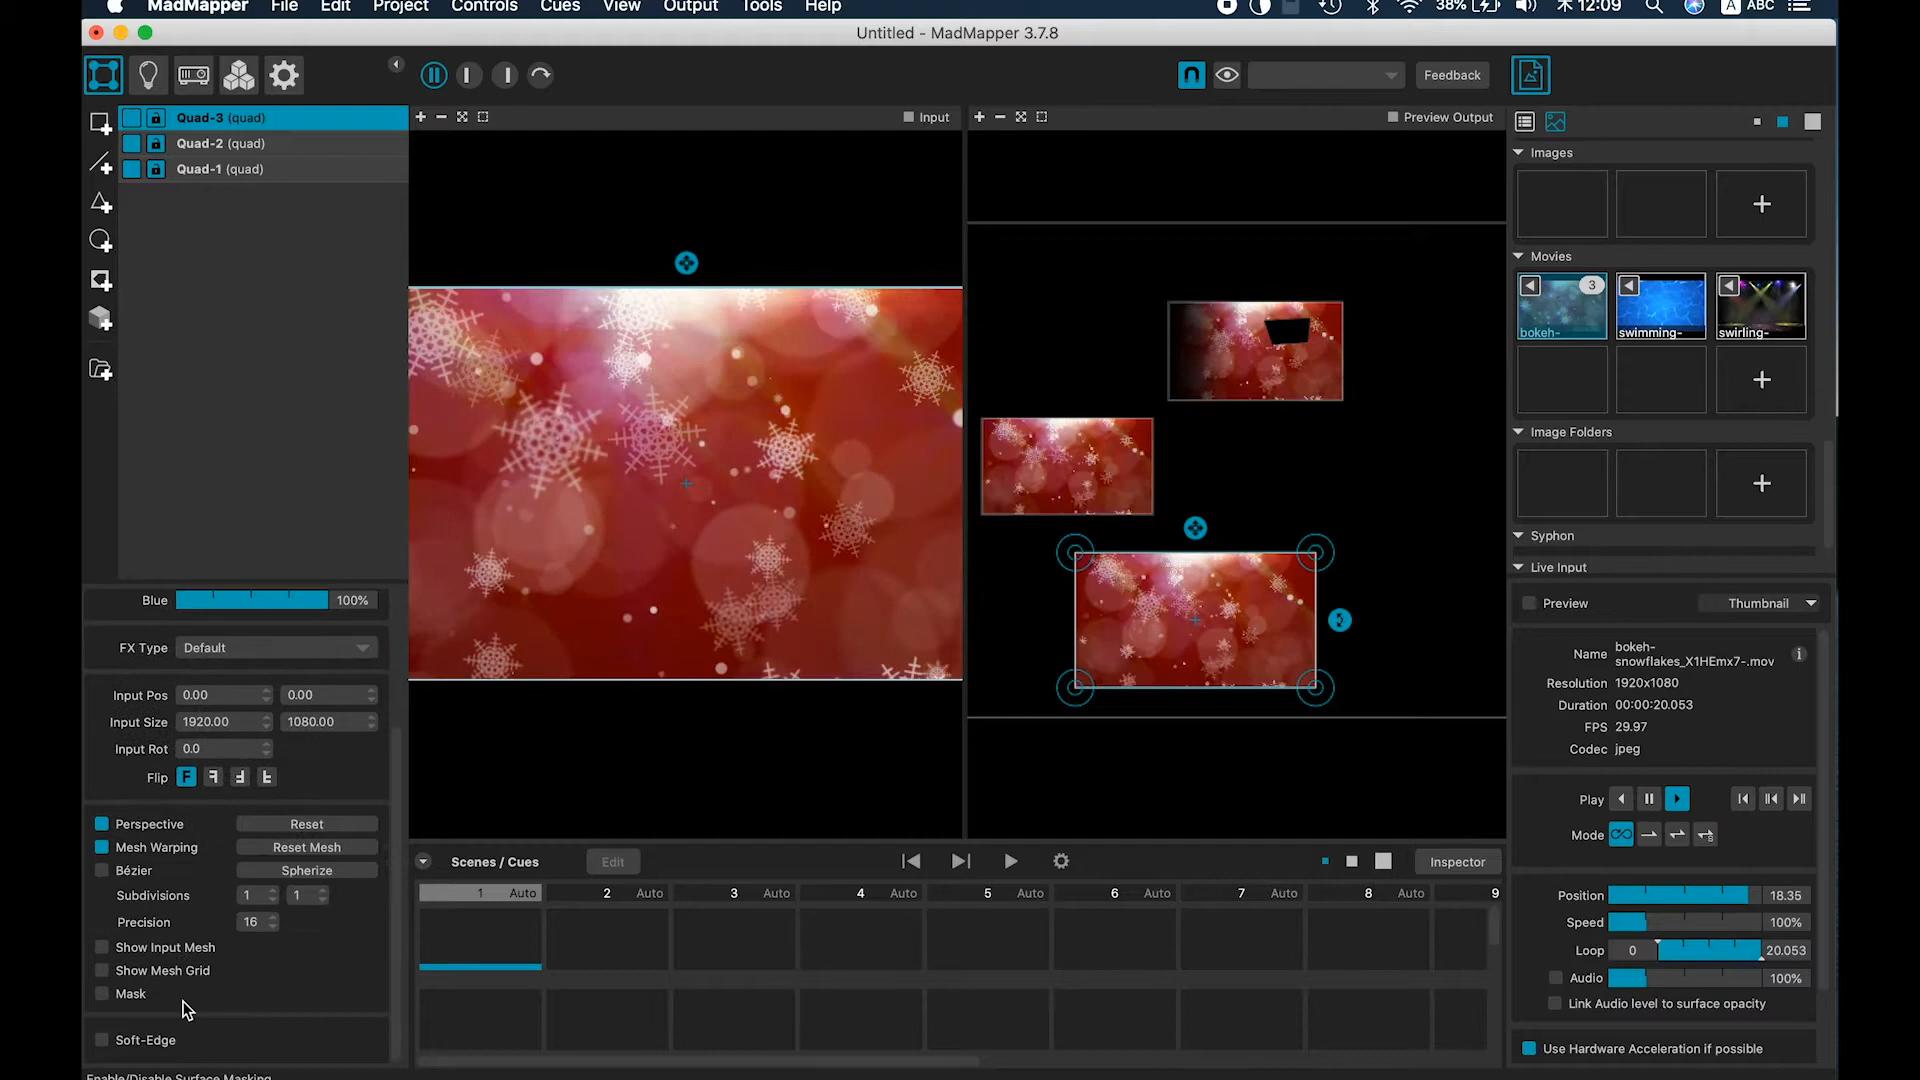 MadMapper File Edit Project Controls Cues View Output Tools Help 38% 木 12:09 A ABC
Untitled - MadMapper 3.7.8
Feedback
Quad-3 (quad)
Quad-2 (quad)
Quad-1 (quad)
Input
Preview Output
Images
Movies
3
bokeh-
swimming-
swirling-
Image Folders
Syphon
Live Input
Blue 100%
FX Type Default
Input Pos 0.00 0.00
Input Size 1920.00 1080.00
Input Rot 0.0
Flip
Perspective Reset
Mesh Warping Reset Mesh
Bézier Spherize
Subdivisions 1 1
Precision 16
Show Input Mesh
Show Mesh Grid
Mask
Soft-Edge
Enable/Disable Surface Masking
Scenes / Cues Edit Inspector
1 Auto 2 Auto 3 Auto 4 Auto 5 Auto 6 Auto 7 Auto 8 Auto 9
Preview Thumbnail
Name bokeh-
snowflakes_X1HEmx7-.mov
Resolution 1920x1080
Duration 00:00:20.053
FPS 29.97
Codec jpeg
Play
Mode
Position 18.35
Speed 100%
Loop 0 20.053
Audio 100%
Link Audio level to surface opacity
Use Hardware Acceleration if possible